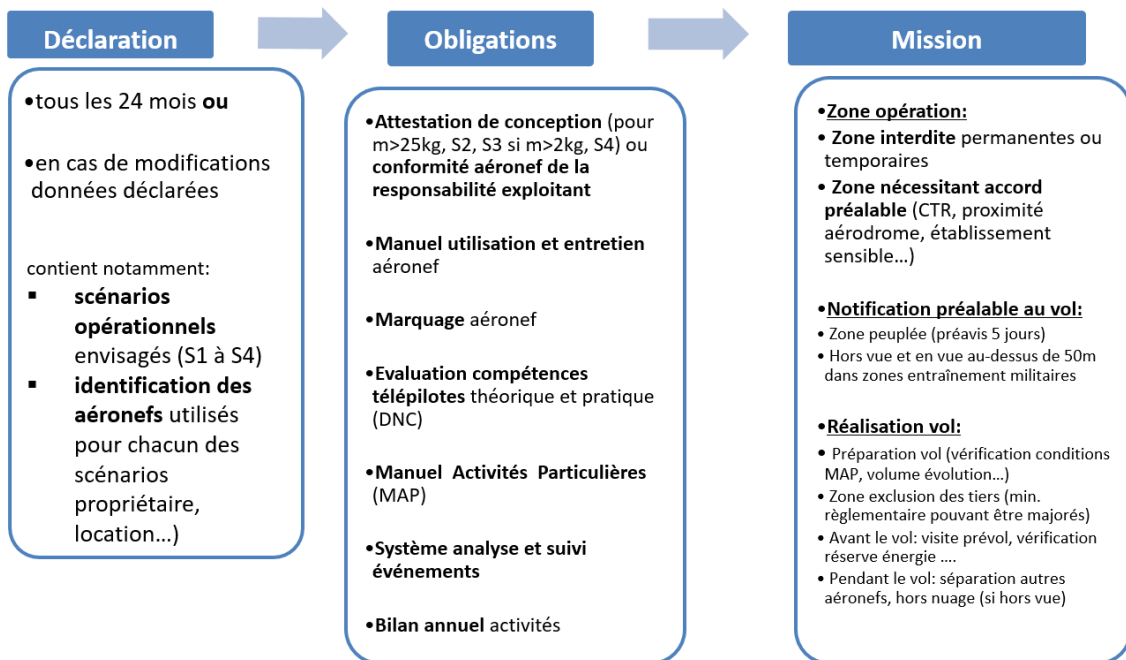 Déclaration
•tous les 24 mois ou
•en cas de modifications
données déclarées
contient notamment:
▪ scénarios
opérationnels
envisagés (S1 à S4)
▪ identification des
aéronefs utilisés
pour chacun des
scénarios
propriétaire,
location...)
Obligations
•Attestation de conception (pour
m>25kg, S2, S3 si m>2kg, S4) ou
conformité aéronef de la
responsabilité exploitant
•Manuel utilisation et entretien
aéronef
•Marquage aéronef
•Evaluation compétences
télépilotes théorique et pratique
(DNC)
•Manuel Activités Particulières
(MAP)
•Système analyse et suivi
événements
•Bilan annuel activités
Mission
•Zone opération:
• Zone interdite permanentes ou
temporaires
• Zone nécessitant accord
préalable (CTR, proximité
aérodrome, établissement
sensible...)
•Notification préalable au vol:
• Zone peuplée (préavis 5 jours)
• Hors vue et en vue au-dessus de 50m
dans zones entraînement militaires
•Réalisation vol:
• Préparation vol (vérification conditions
MAP, volume évolution...)
• Zone exclusion des tiers (min.
règlementaire pouvant être majorés)
• Avant le vol: visite prévol, vérification
réserve énergie ....
• Pendant le vol: séparation autres
aéronefs, hors nuage (si hors vue)